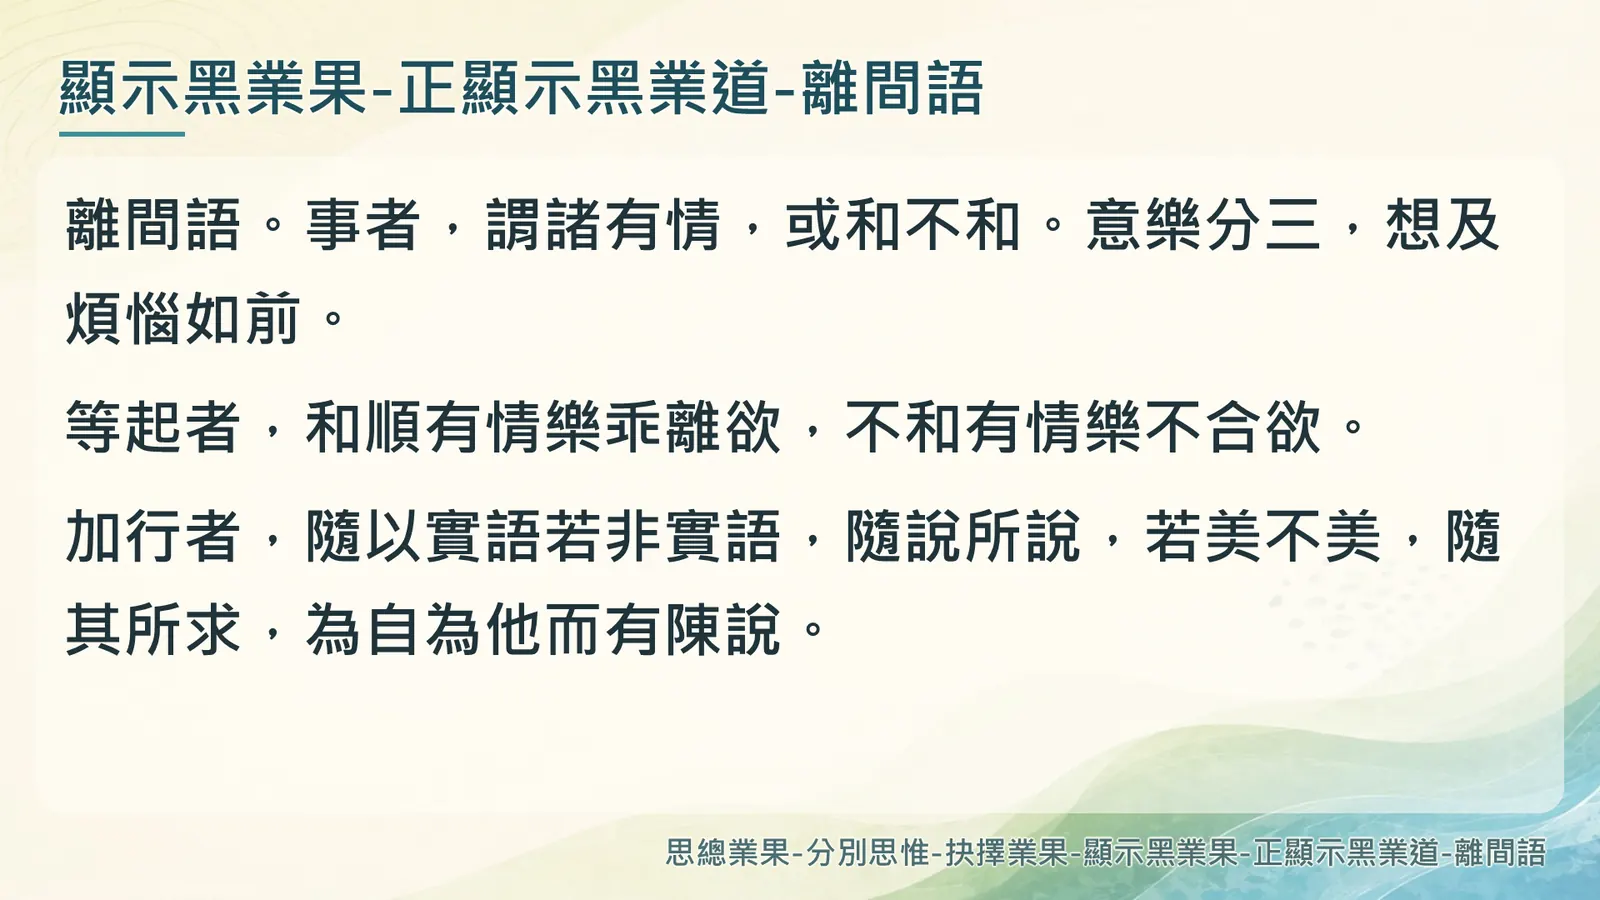 顯示黑業果-正顯示黑業道-離間語
離間語。事者，謂諸有情，或和不和。意樂分三，想及
煩惱如前。
等起者，和順有情樂乖離欲，不和有情樂不合欲。
加行者，隨以實語若非實語，隨說所說，若美不美，隨
其所求，為自為他而有陳說。
思總業果-分別思惟-抉擇業果-顯示黑業果-正顯示黑業道-離間語